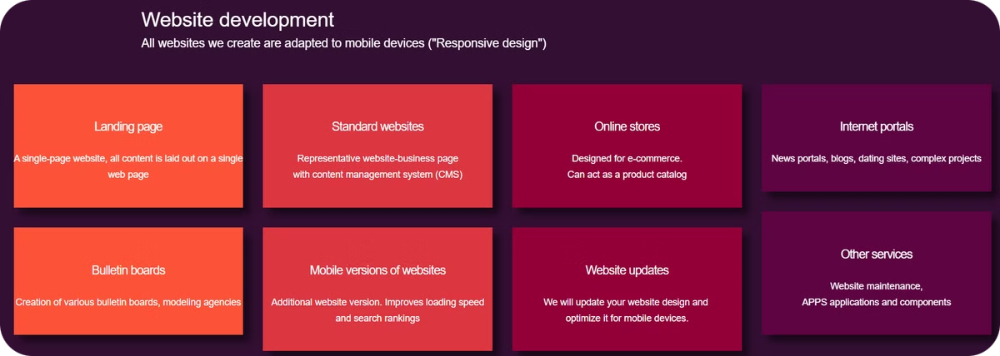 Website development
All websites we create are adapted to mobile devices ("Responsive design")
Landing page
A single-page website, all content is laid out on a single
web page
Standard websites
Representative website-business page
with content management system (CMS)
Online stores
Designed for e-commerce.
Can act as a product catalog
Internet portals
News portals, blogs, dating sites, complex projects
Bulletin boards
Creation of various bulletin boards, modeling agencies
Mobile versions of websites
Additional website version. Improves loading speed
and search rankings
Website updates
We will update your website design and
optimize it for mobile devices.
Other services
Website maintenance,
APPS applications and components